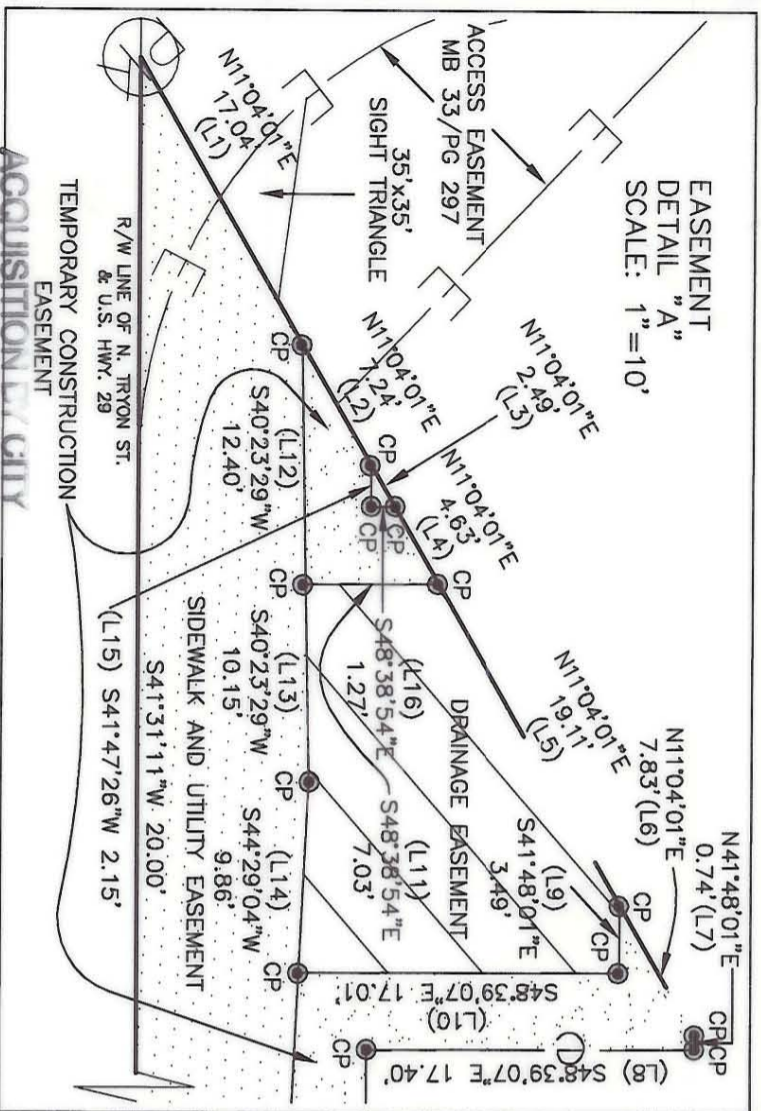 EASEMENT
DETAIL "A"
SCALE: 1"=10'
ACCESS EASEMENT
MB 33/PG 297
35'x35'
SIGHT TRIANGLE
N11°04'01"E
17.04'
(L1)
N11°04'01"E
7.24'
(L2)
N11°04'01"E
2.49'
(L3)
N11°04'01"E
4.63'
(L4)
N11°04'01"E
19.11'
(L5)
N11°04'01"E
7.83' (L6)
N41°48'01"E
0.74' (L7)
CP
CP
CP
CP
CP
CP
CP
CP
CP
CP
CP
CP
CP
(L9)
S41°48'01"E
3.49'
S48°39'07"E 17.01'
(L10)
(L8) S48°39'07"E 17.40'
DRAINAGE EASEMENT
(L16)
S48°38'54"E
1.27'
(L11)
S48°38'54"E
7.03'
(L12)
S40°23'29"W
12.40'
(L13)
S40°23'29"W
10.15'
(L14)
S44°29'04"W
9.86'
SIDEWALK AND UTILITY EASEMENT
S41°31'11"W 20.00'
(L15) S41°47'26"W 2.15'
R/W LINE OF N. TRYON ST.
& U.S. HWY. 29
TEMPORARY CONSTRUCTION
EASEMENT
ACQUISITION BY CITY